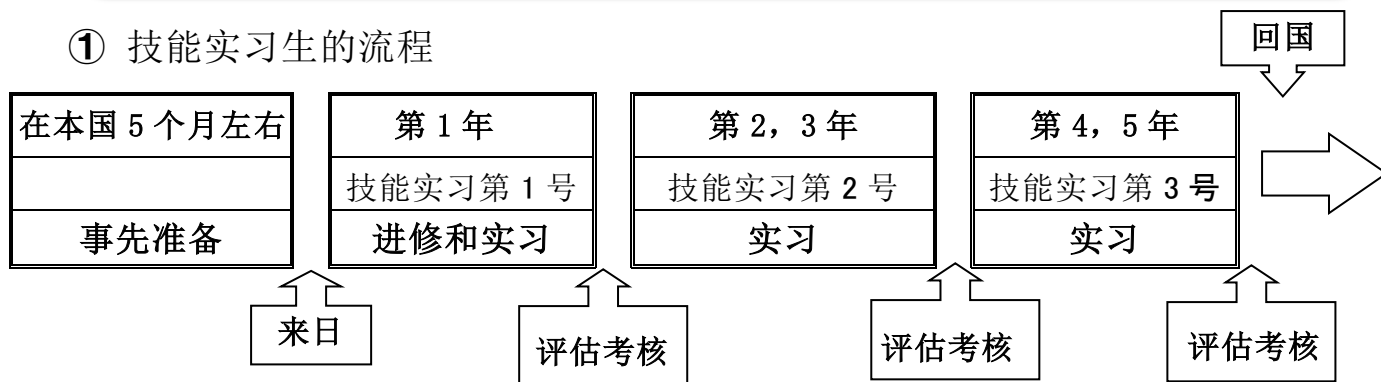 ① 技能实习生的流程
回国
在本国 5 个月左右
事先准备
第 1 年
技能实习第 1 号
进修和实习
第 2，3 年
技能实习第 2 号
实习
第 4，5 年
技能实习第 3 号
实习
来日
评估考核
评估考核
评估考核